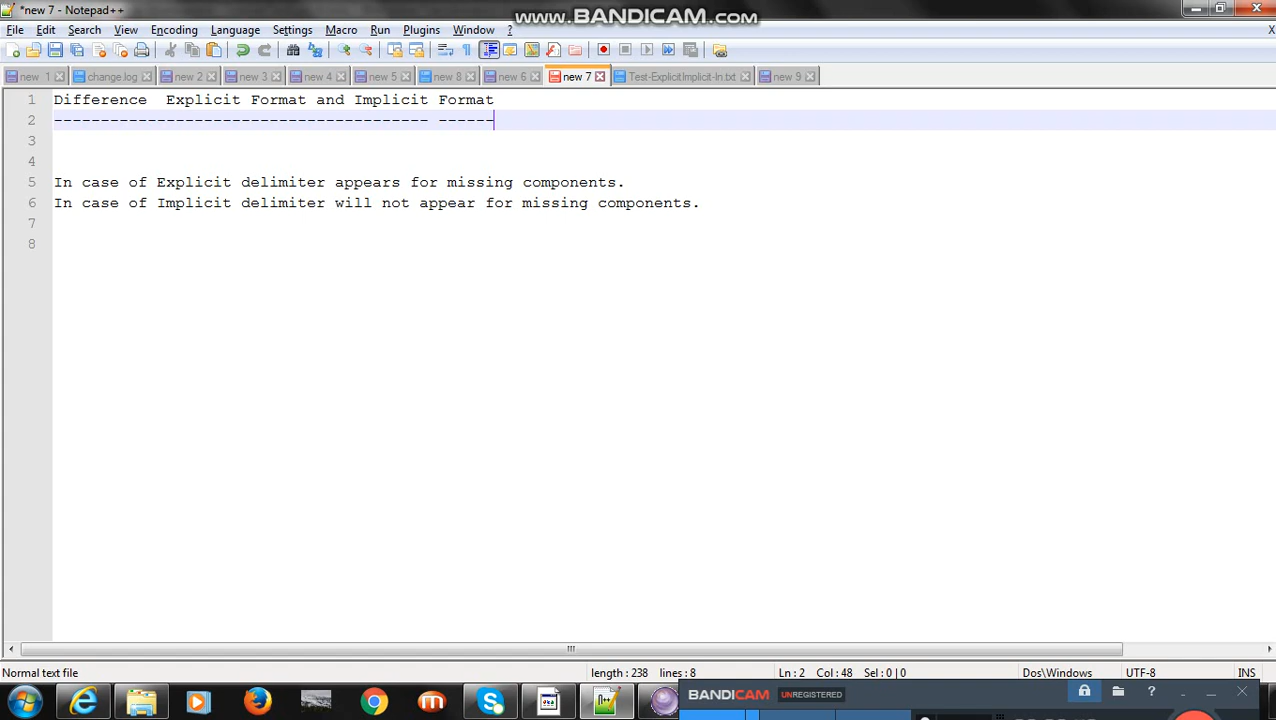 *new 7 - Notepad++
www.BANDICAM.com
File Edit Search View Encoding Language Settings Macro Run Plugins Window ? X
new 1 change.log new 2 new 3 new 4 new 5 new 8 new 6 new 7 Test-ExplicitImplicit-In.txt new 9
1 Difference  Explicit Format and Implicit Format
2 ---------------------------------------- ------
3
4
5 In case of Explicit delimiter appears for missing components.
6 In case of Implicit delimiter will not appear for missing components.
7
8
Normal text file length : 238 lines : 8 Ln : 2 Col : 48 Sel : 0 | 0 Dos\Windows UTF-8 INS
BANDICAM UNREGISTERED